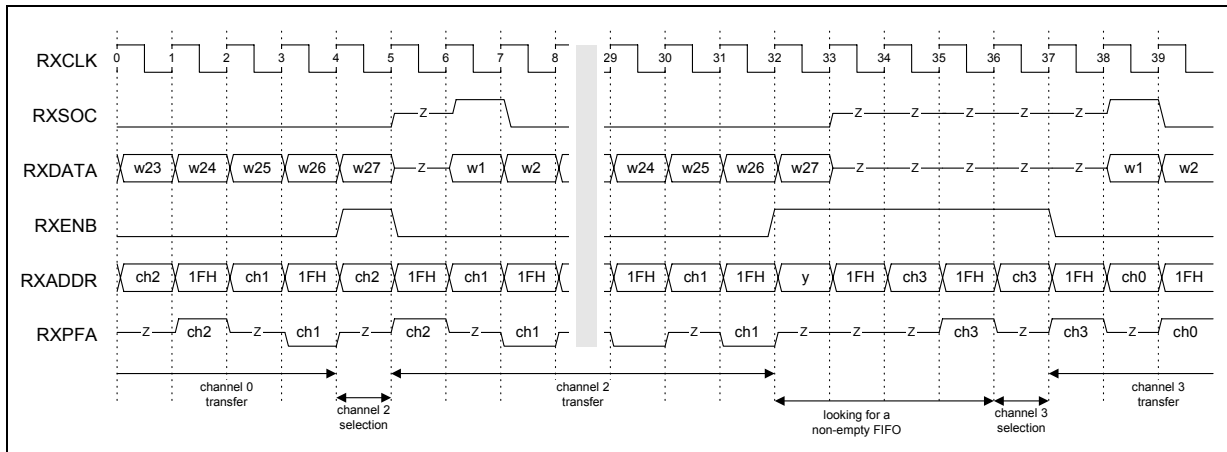 RXCLK 0 1 2 3 4 5 6 7 8 29 30 31 32 33 34 35 36 37 38 39
RXSOC Z Z Z Z Z Z
RXDATA w23 w24 w25 w26 w27 Z w1 w2 w24 w25 w26 w27 Z Z Z Z Z w1 w2
RXENB
RXADDR ch2 1FH ch1 1FH ch2 1FH ch1 1FH 1FH ch1 1FH y 1FH ch3 1FH ch3 1FH ch0 1FH
RXPFA Z ch2 Z ch1 Z ch2 Z ch1 Z ch1 Z Z Z ch3 Z ch3 Z ch0
channel 0
transfer
channel 2
selection
channel 2
transfer
looking for a
non-empty FIFO
channel 3
selection
channel 3
transfer